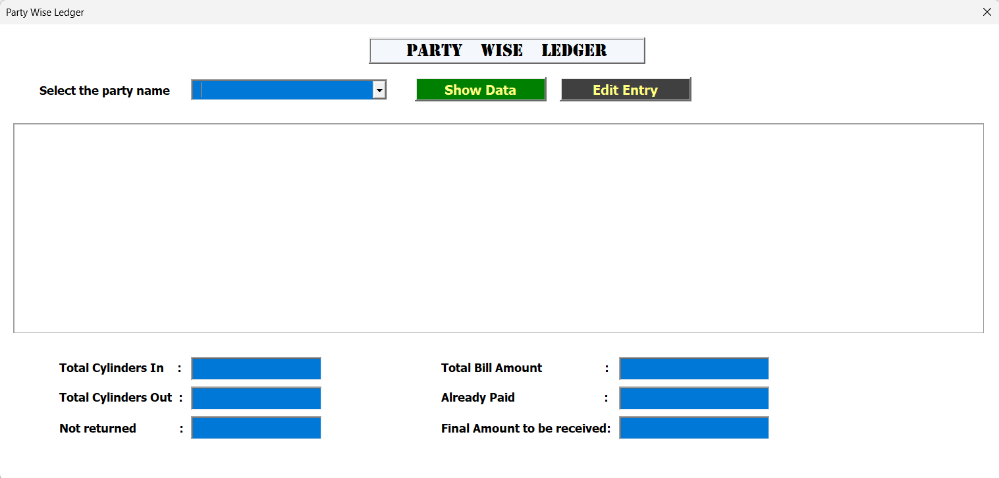 Party Wise Ledger
PARTY WISE LEDGER
Select the party name
Show Data
Edit Entry
Total Cylinders In :
Total Bill Amount :
Total Cylinders Out :
Already Paid :
Not returned :
Final Amount to be received: